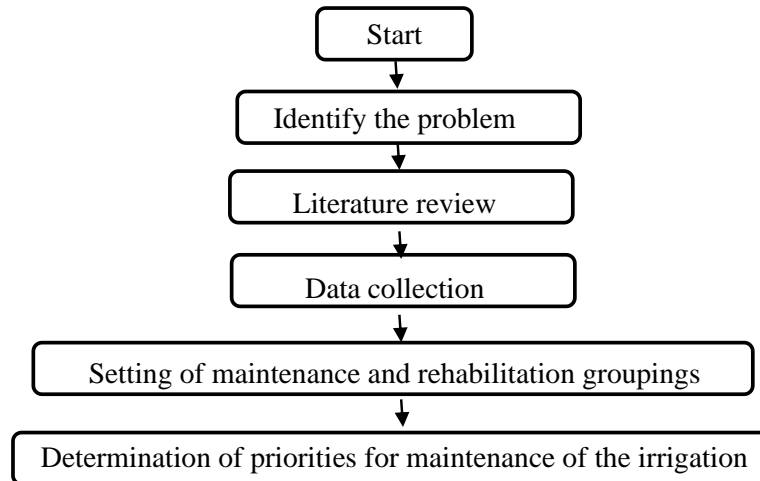 Start
Identify the problem
Literature review
Data collection
Setting of maintenance and rehabilitation groupings
Determination of priorities for maintenance of the irrigation